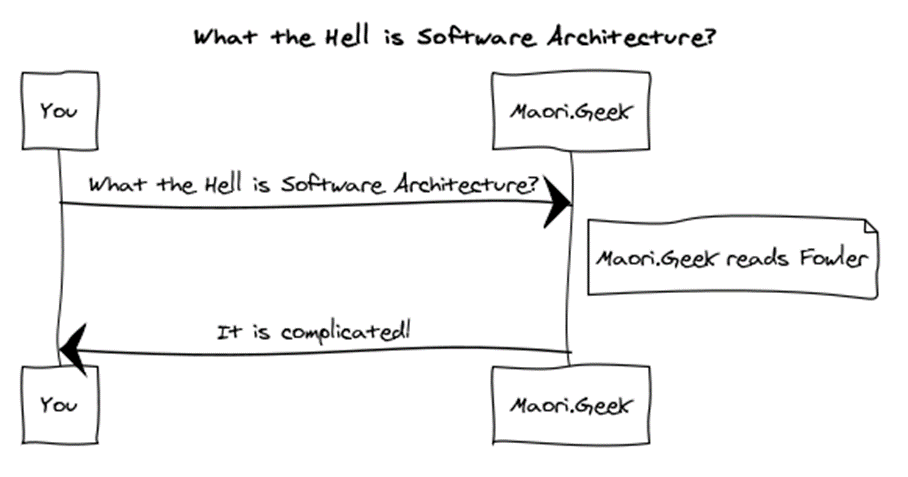 What the Hell is Software Architecture?
You
Maori.Geek
What the Hell is Software Architecture?
Maori.Geek reads Fowler
It is complicated!
You
Maori.Geek